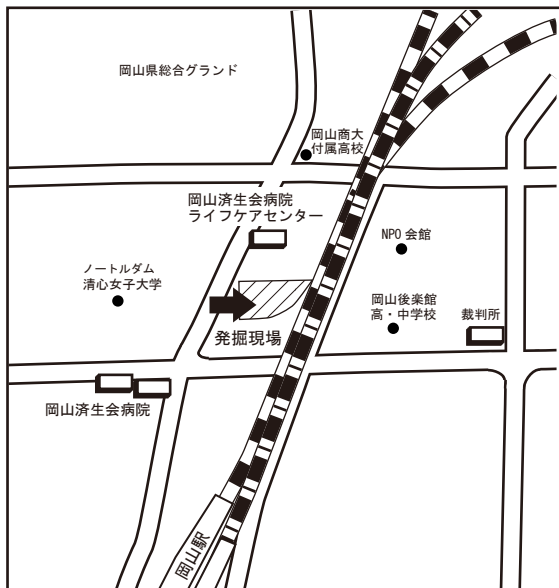 岡山県総合グランド
岡山商大
付属高校
岡山済生会病院
ライフケアセンター
NPO会館
ノートルダム
清心女子大学
岡山後楽館
高・中学校
裁判所
発掘現場
岡山済生会病院
岡山駅